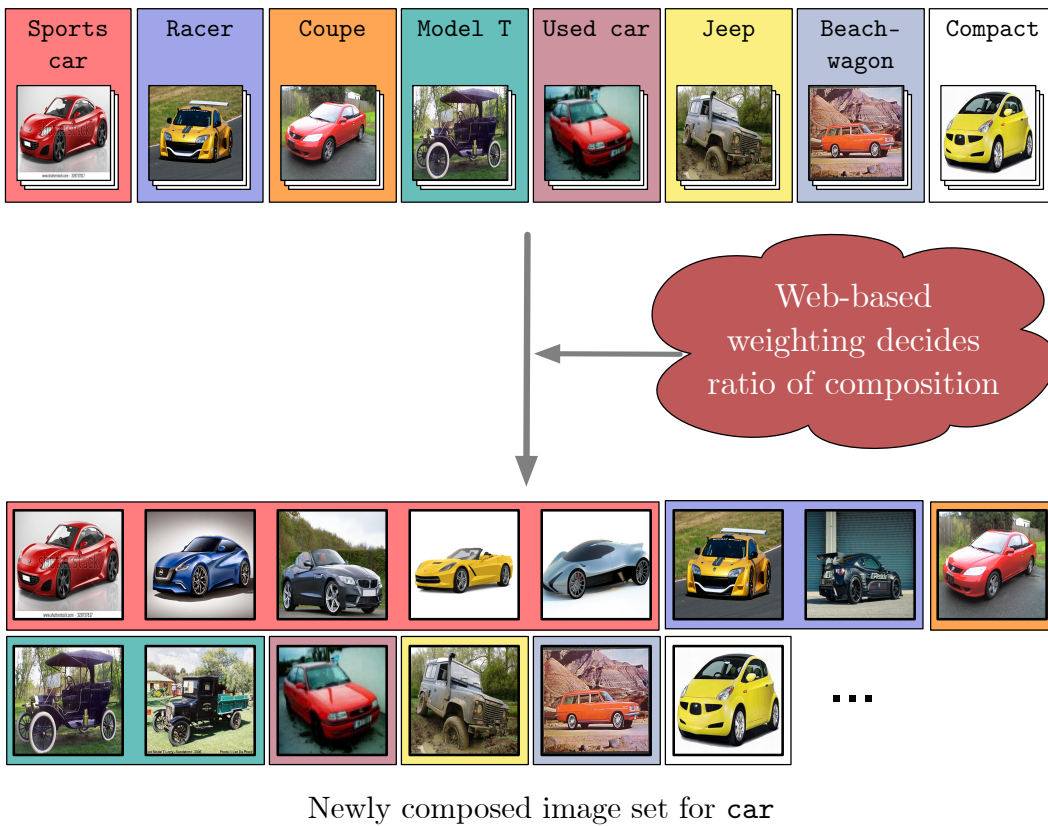 Sports
car
Racer
Coupe
Model T
Used car
Jeep
Beach-
wagon
Compact
Web-based
weighting decides
ratio of composition
...
Newly composed image set for car